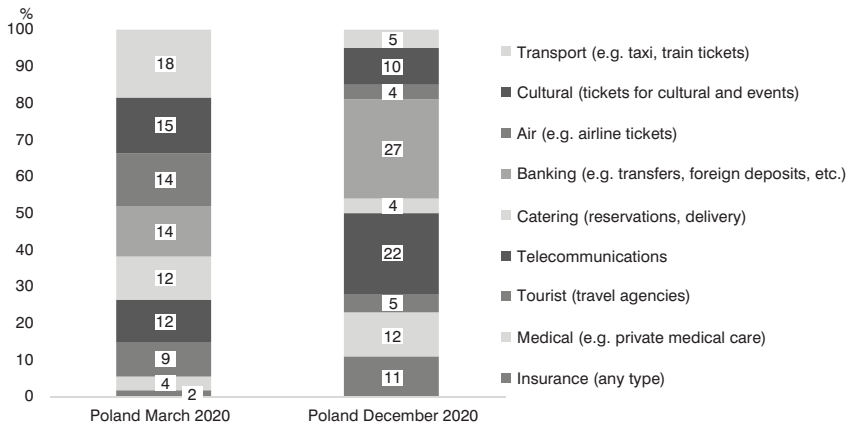 %
100
90
80
70
60
50
40
30
20
10
0
18
15
14
14
12
12
9
4
2
5
10
4
27
4
22
5
12
11
Poland March 2020
Poland December 2020
Transport (e.g. taxi, train tickets)
Cultural (tickets for cultural and events)
Air (e.g. airline tickets)
Banking (e.g. transfers, foreign deposits, etc.)
Catering (reservations, delivery)
Telecommunications
Tourist (travel agencies)
Medical (e.g. private medical care)
Insurance (any type)